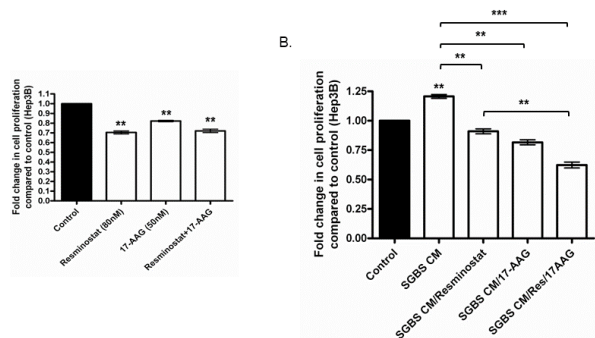 B.
Fold change in cell proliferation
compared to control (Hep3B)
1.1
1.0
0.9
0.8
0.7
0.6
0.5
0.4
0.3
0.2
0.1
0.0
**
**
**
Control
Resminostat (80nM)
17-AAG (50nM)
Resminostat+17-AAG
Fold change in cell proliferation
compared to control (Hep3B)
1.25
1.00
0.75
0.50
0.25
0.00
***
**
**
**
**
Control
SGBS CM
SGBS CM/Resminostat
SGBS CM/17-AAG
SGBS CM/Res/17AAG